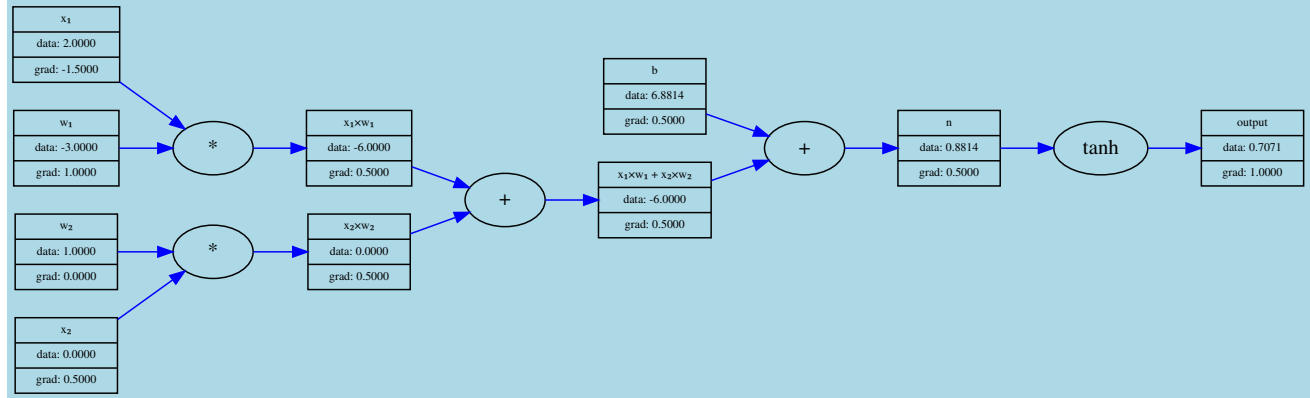 x₁
data: 2.0000
grad: -1.5000
w₁
data: -3.0000
grad: 1.0000
w₂
data: 1.0000
grad: 0.0000
x₂
data: 0.0000
grad: 0.5000
*
*
x₁×w₁
data: -6.0000
grad: 0.5000
x₂×w₂
data: 0.0000
grad: 0.5000
+
b
data: 6.8814
grad: 0.5000
x₁×w₁ + x₂×w₂
data: -6.0000
grad: 0.5000
+
n
data: 0.8814
grad: 0.5000
tanh
output
data: 0.7071
grad: 1.0000